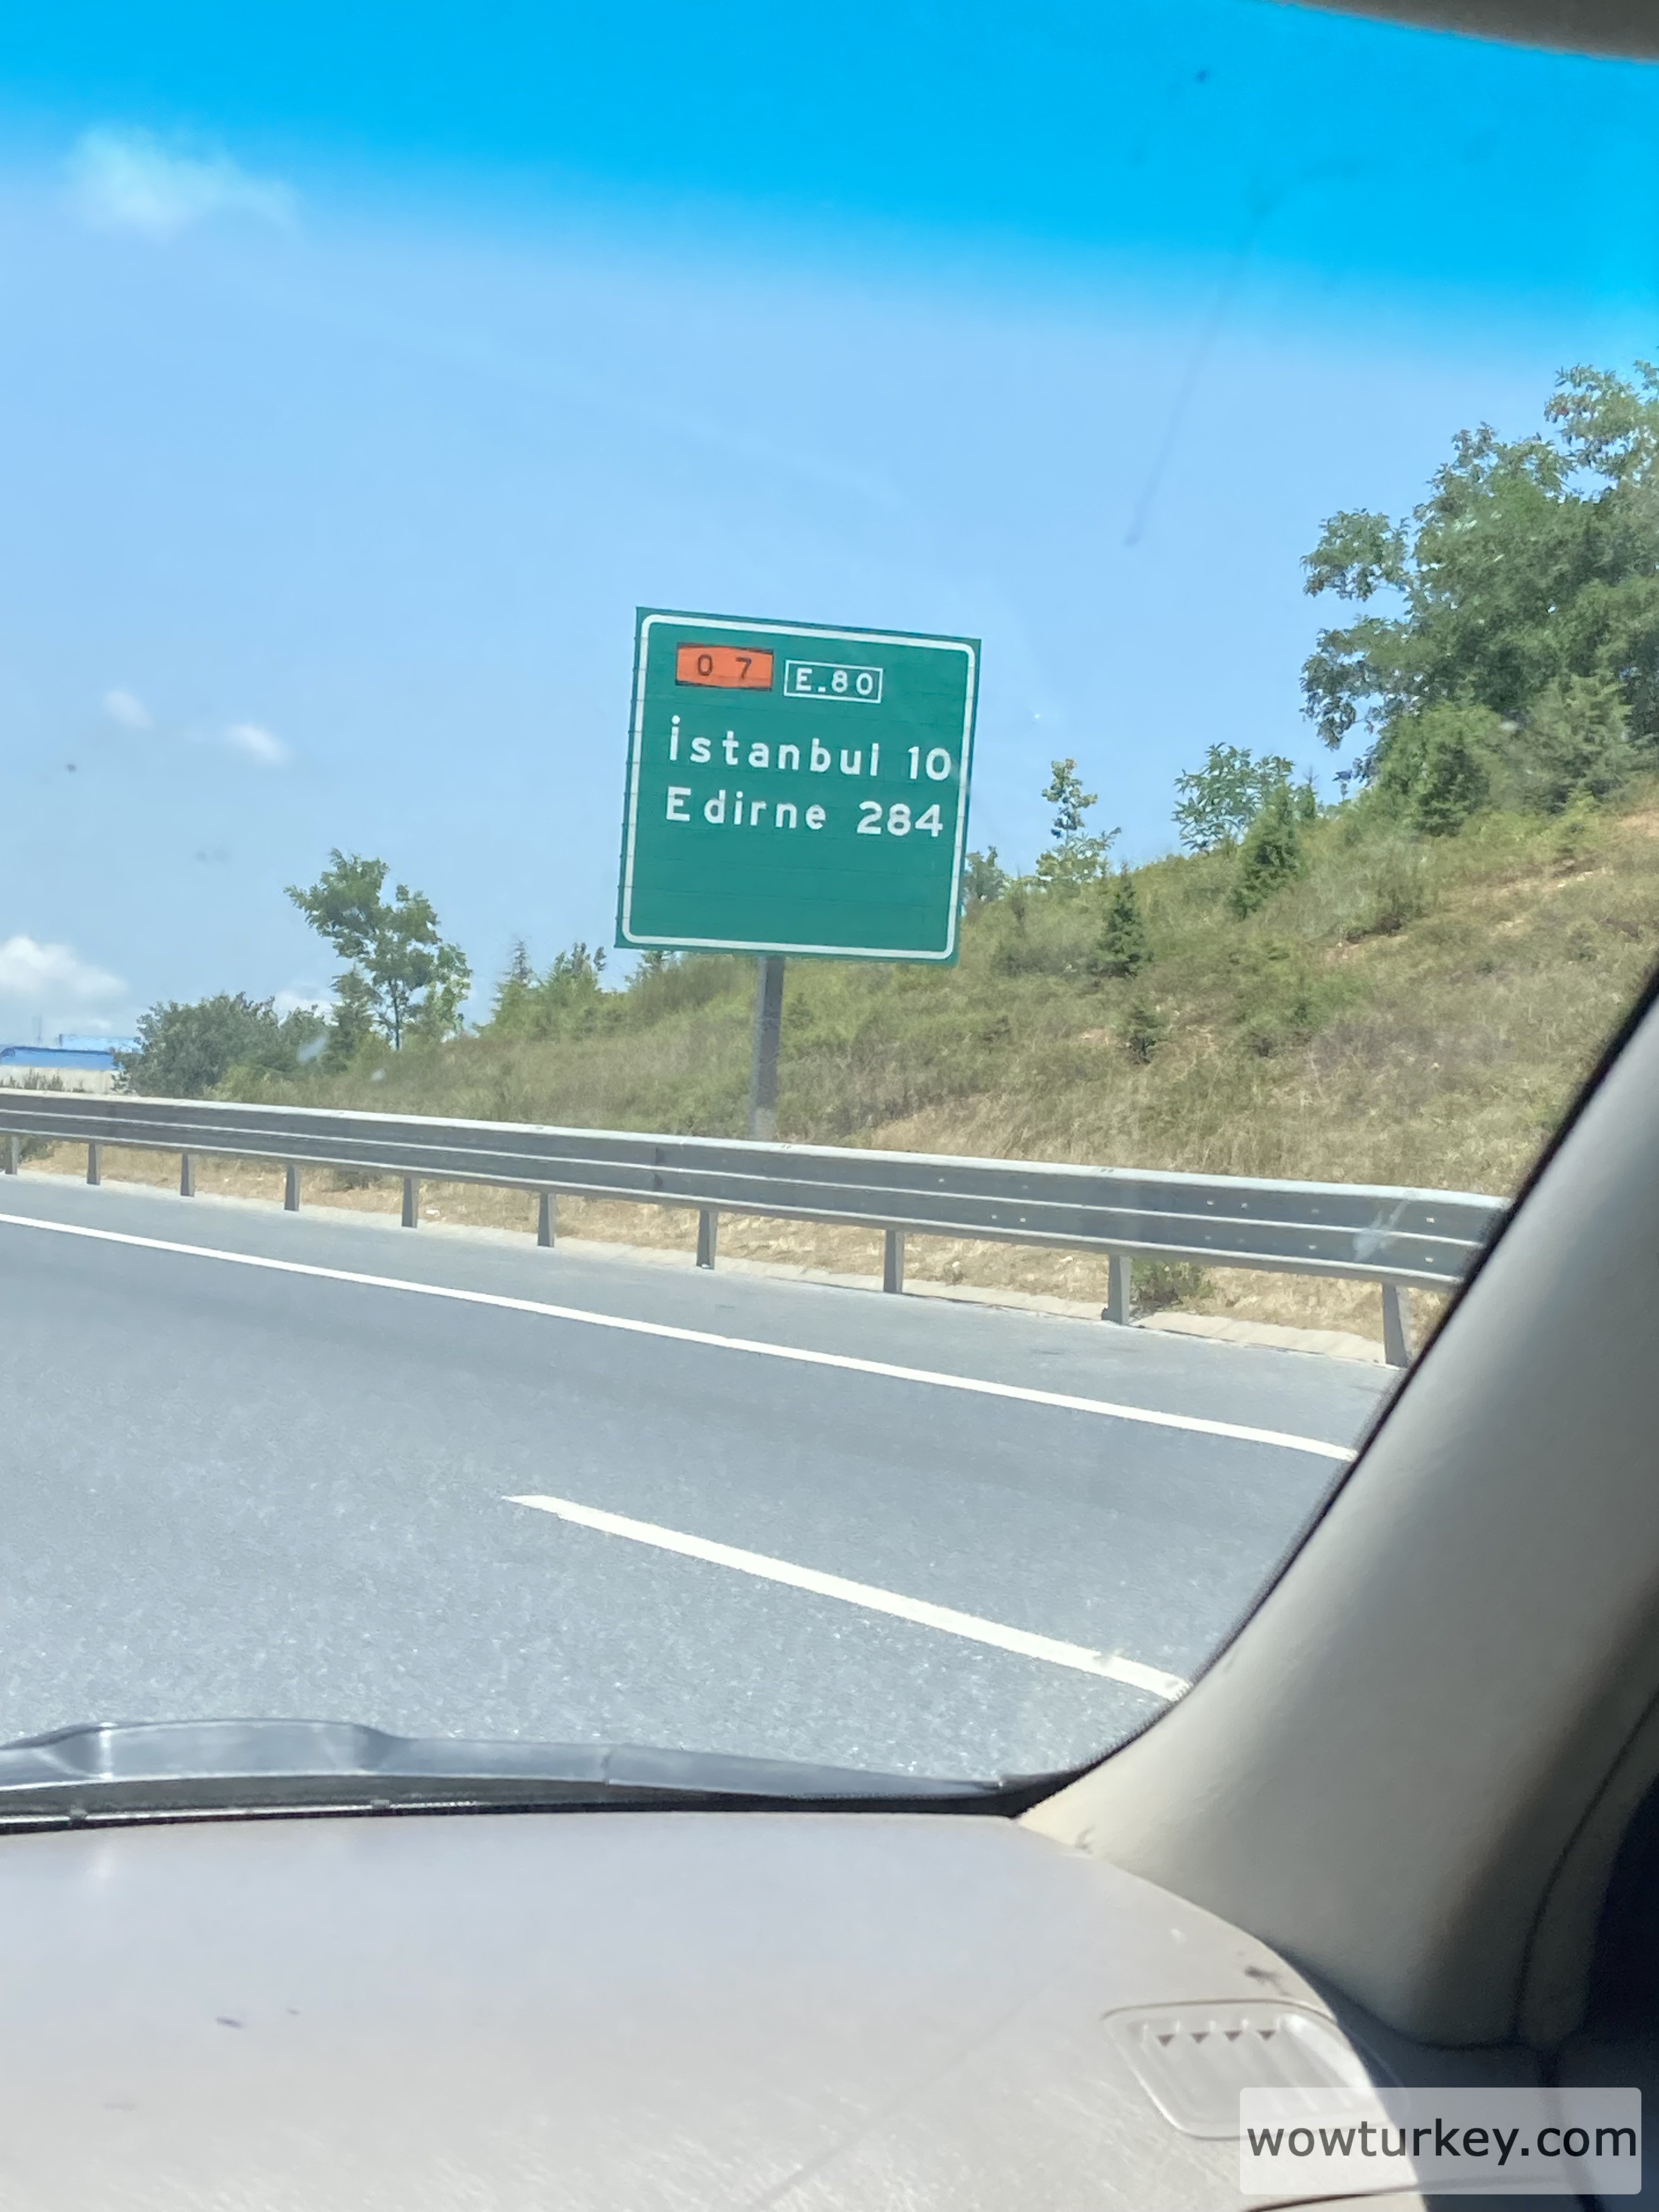 O 7 E.80
İstanbul 10
Edirne 284
wowturkey.com